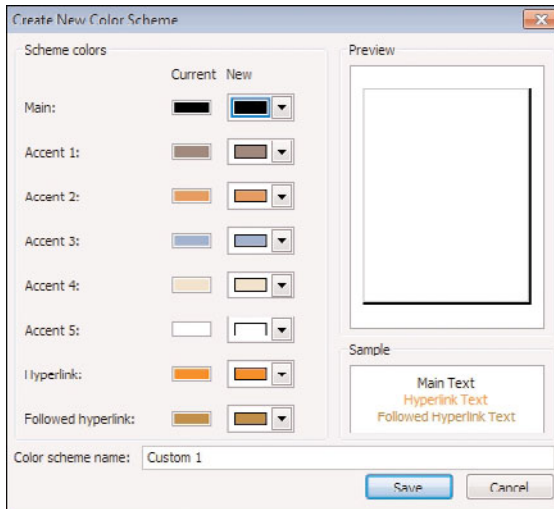 Create New Color Scheme
Scheme colors
Current New
Main:
Accent 1:
Accent 2:
Accent 3:
Accent 4:
Accent 5:
Hyperlink:
Followed hyperlink:
Preview
Sample
Main Text
Hyperlink Text
Followed Hyperlink Text
Color scheme name: Custom 1
Save Cancel